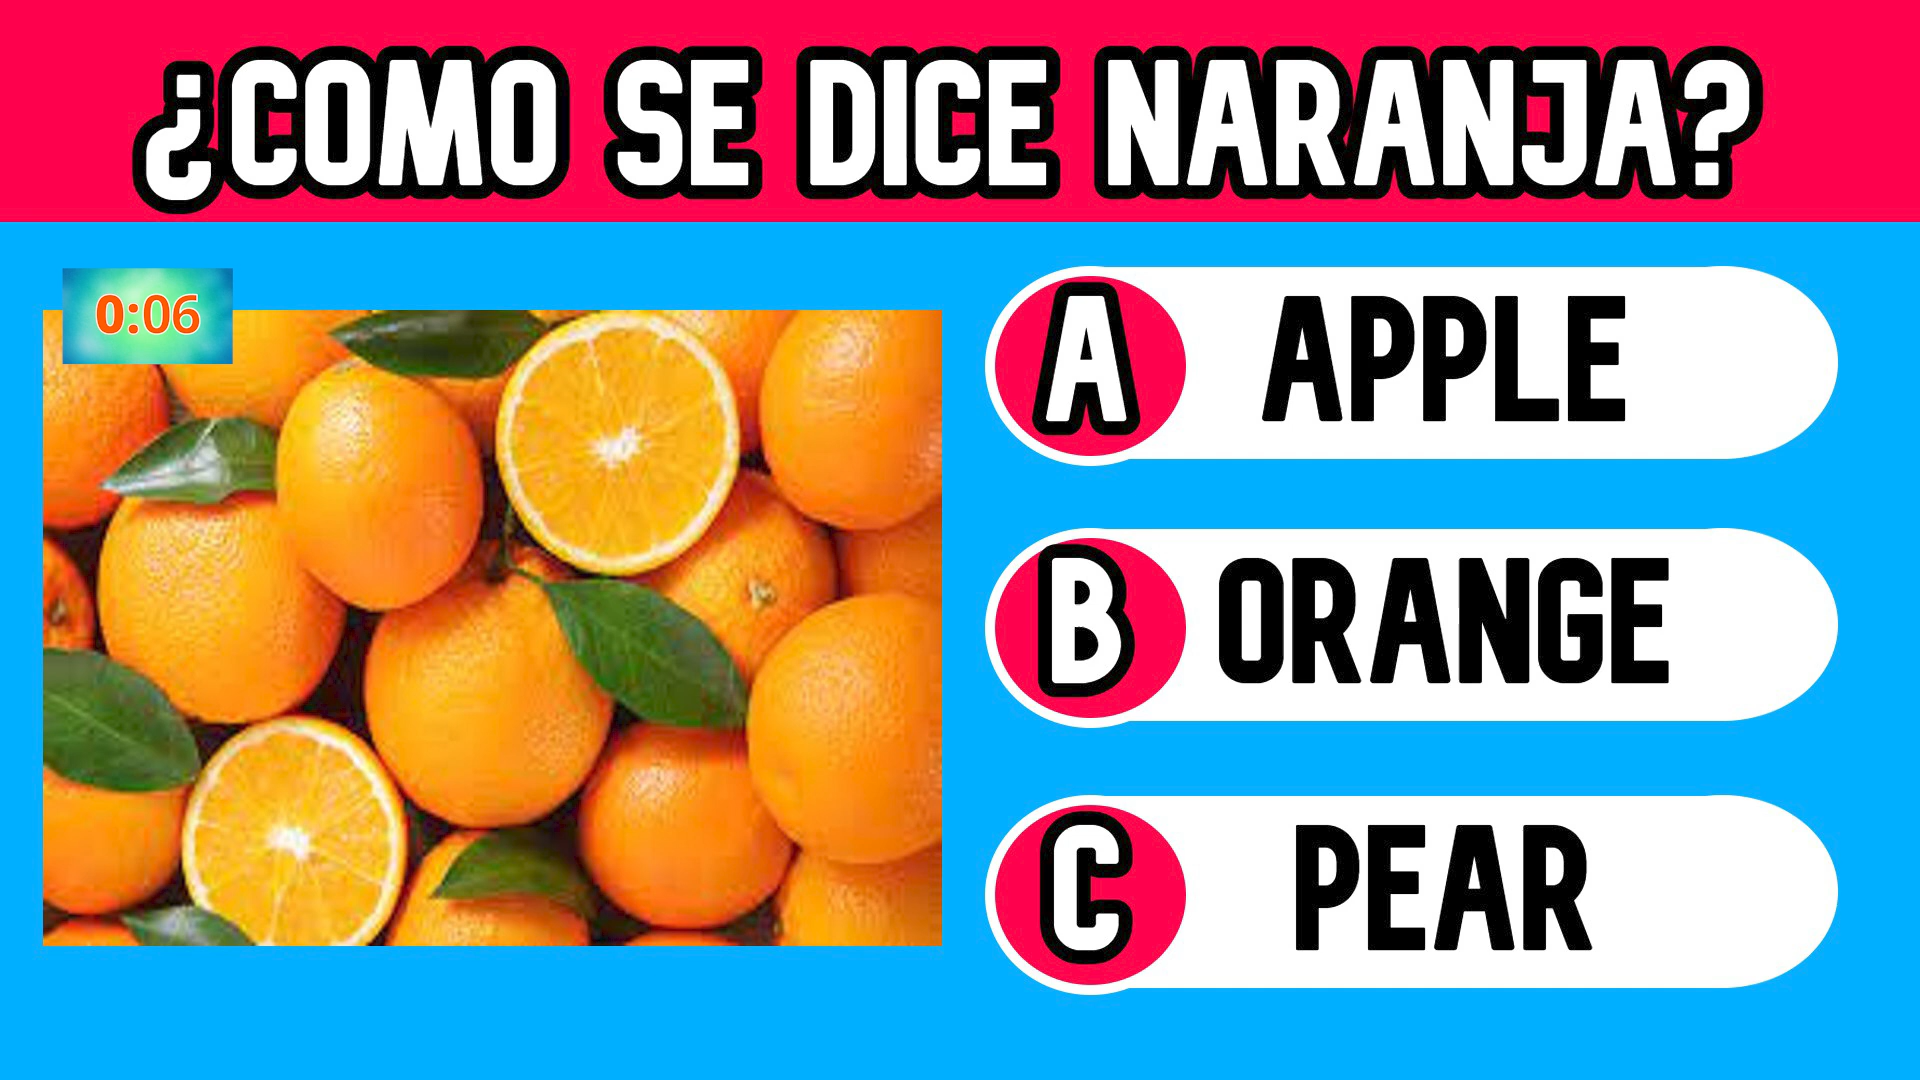 ¿COMO SE DICE NARANJA?
0:06
A APPLE
B ORANGE
C PEAR